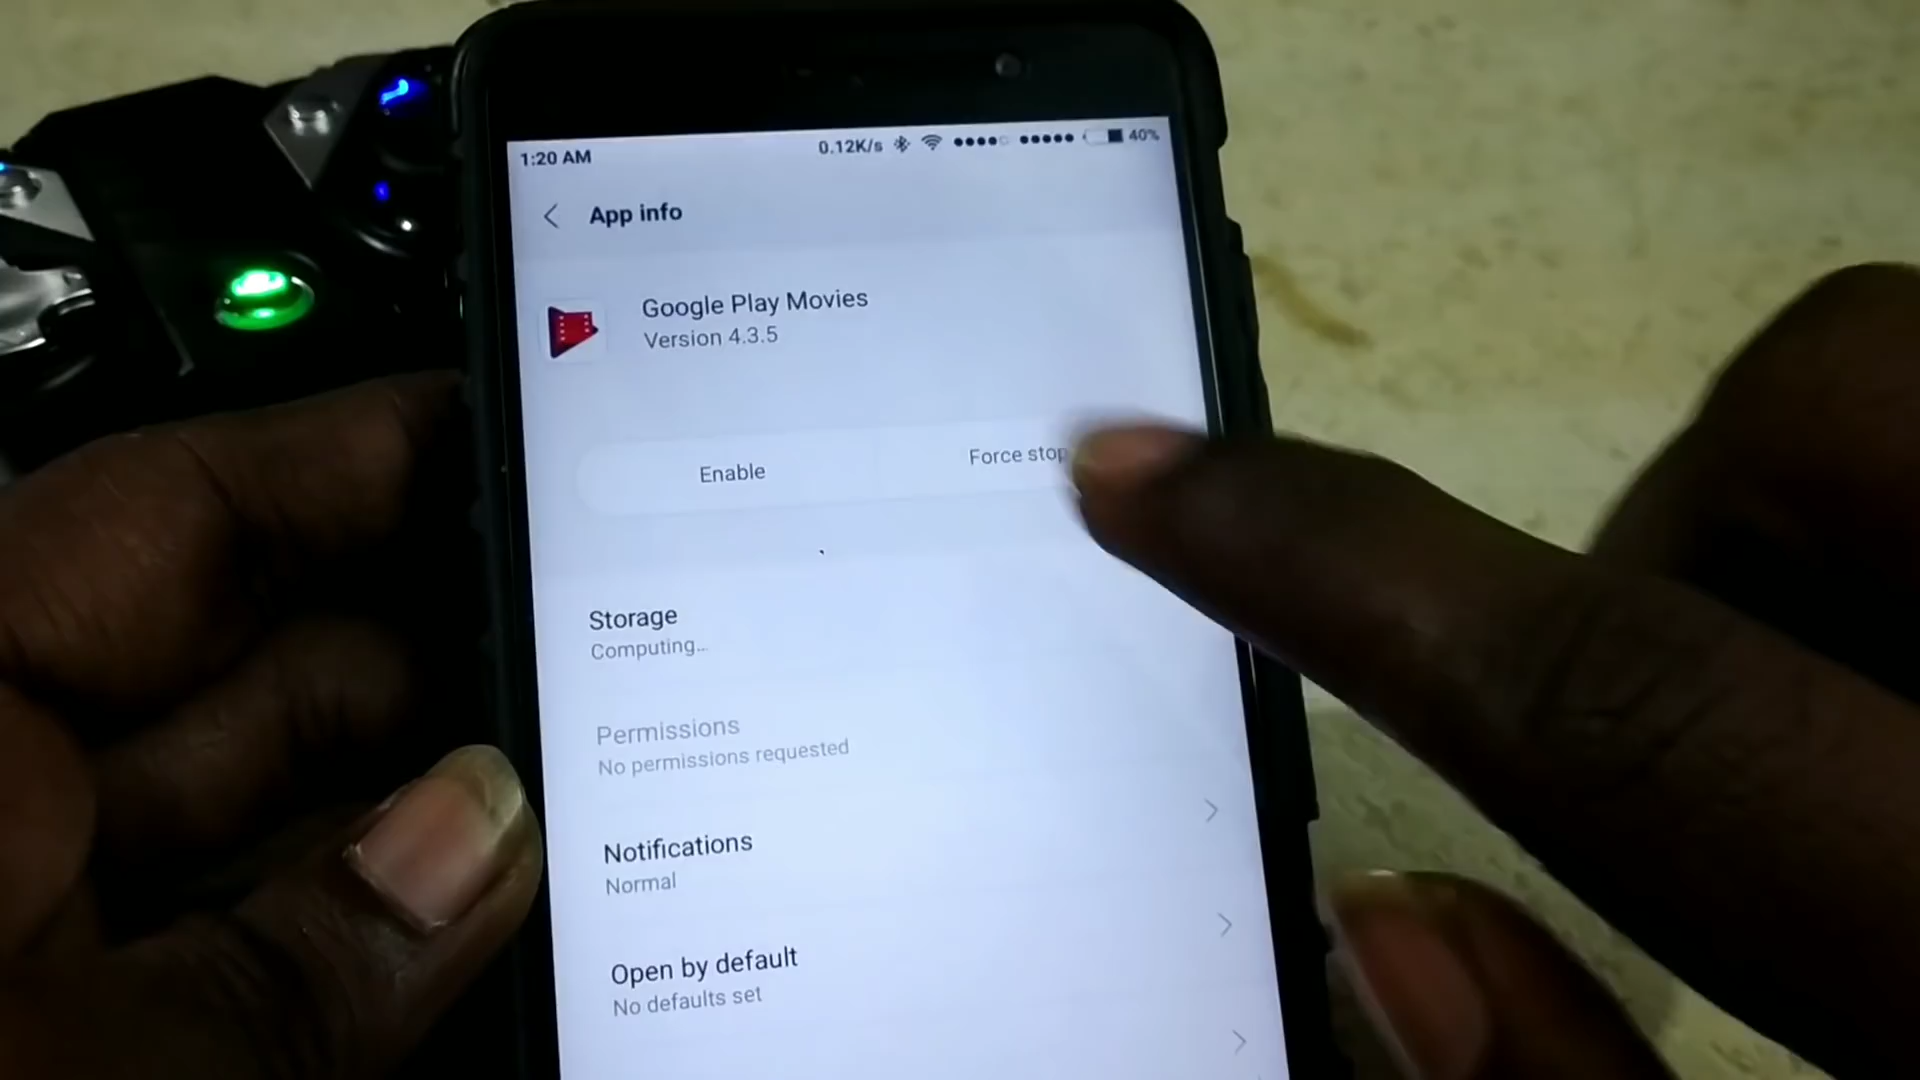 1:20 AM 0.12K/s 40%
App info
Google Play Movies
Version 4.3.5
Enable Force stop
Storage
Computing...
Permissions
No permissions requested
Notifications
Normal
Open by default
No defaults set